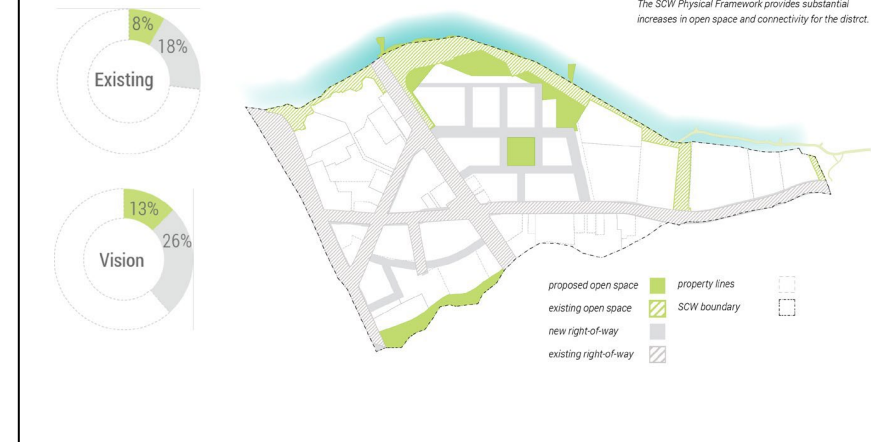 The SCW Physical Framework provides substantial
increases in open space and connectivity for the distrct.
8%
18%
Existing
13%
26%
Vision
proposed open space
existing open space
new right-of-way
existing right-of-way
property lines
SCW boundary